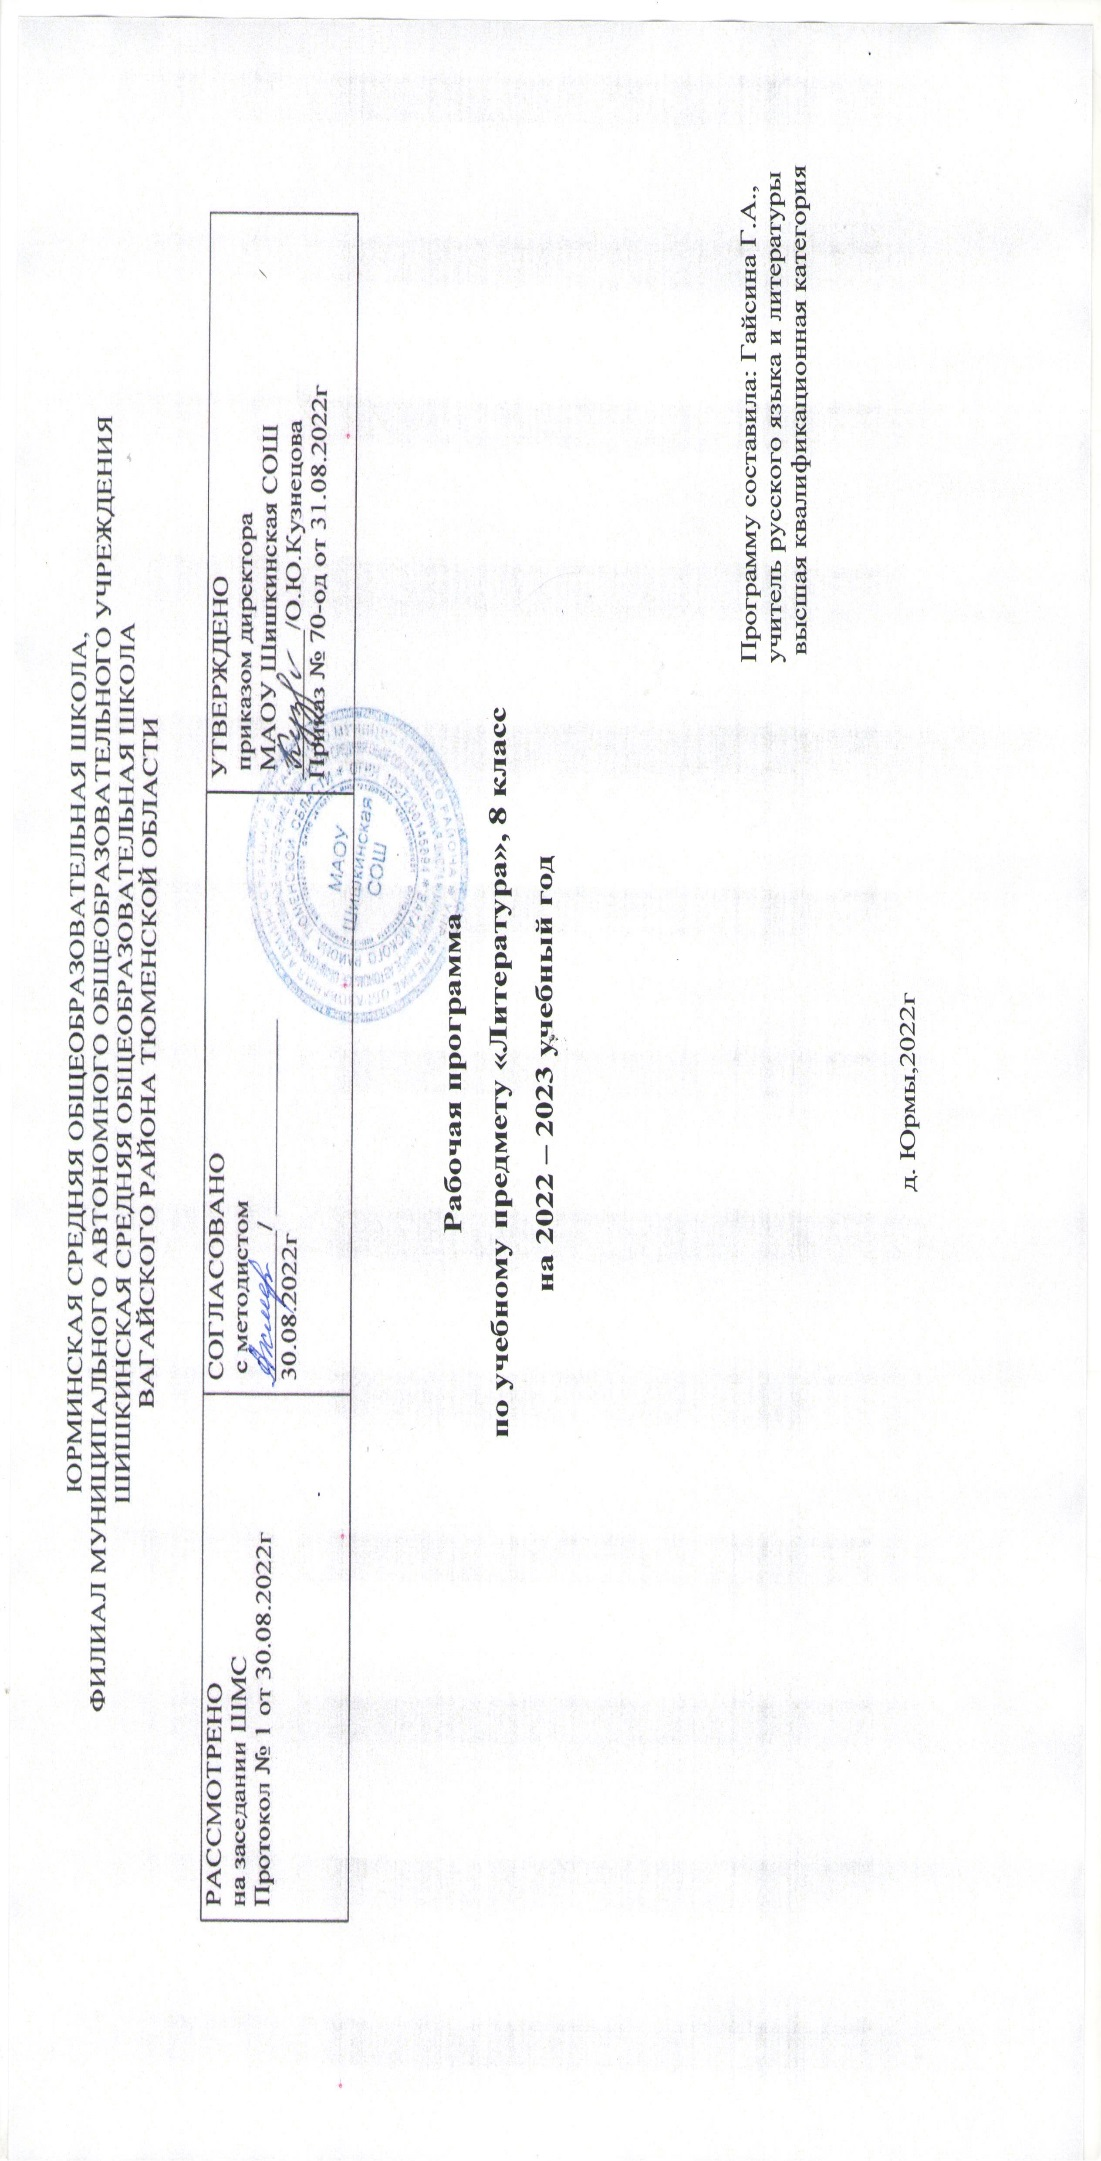 ЮРМИНСКАЯ СРЕДНЯЯ ОБЩЕОБРАЗОВАТЕЛЬНАЯ ШКОЛА,
ФИЛИАЛ МУНИЦИПАЛЬНОГО АВТОНОМНОГО ОБЩЕОБРАЗОВАТЕЛЬНОГО УЧРЕЖДЕНИЯ
ШИШКИНСКАЯ СРЕДНЯЯ ОБЩЕОБРАЗОВАТЕЛЬНАЯ ШКОЛА
ВАГАЙСКОГО РАЙОНА ТЮМЕНСКОЙ ОБЛАСТИ
РАССМОТРЕНО
на заседании ШМС
Протокол № 1 от 30.08.2022г
СОГЛАСОВАНО
с методистом
/
30.08.2022г
УТВЕРЖДЕНО
приказом директора
МАОУ Шишкинская СОШ
/О.Ю.Кузнецова
Приказ № 70-од от 31.08.2022г
МАОУ
Шишкинская
СОШ
Рабочая программа
по учебному предмету «Литература», 8 класс
на 2022 – 2023 учебный год
Программу составила: Гайсина Г.А.,
учитель русского языка и литературы
высшая квалификационная категория
д. Юрмы,2022г